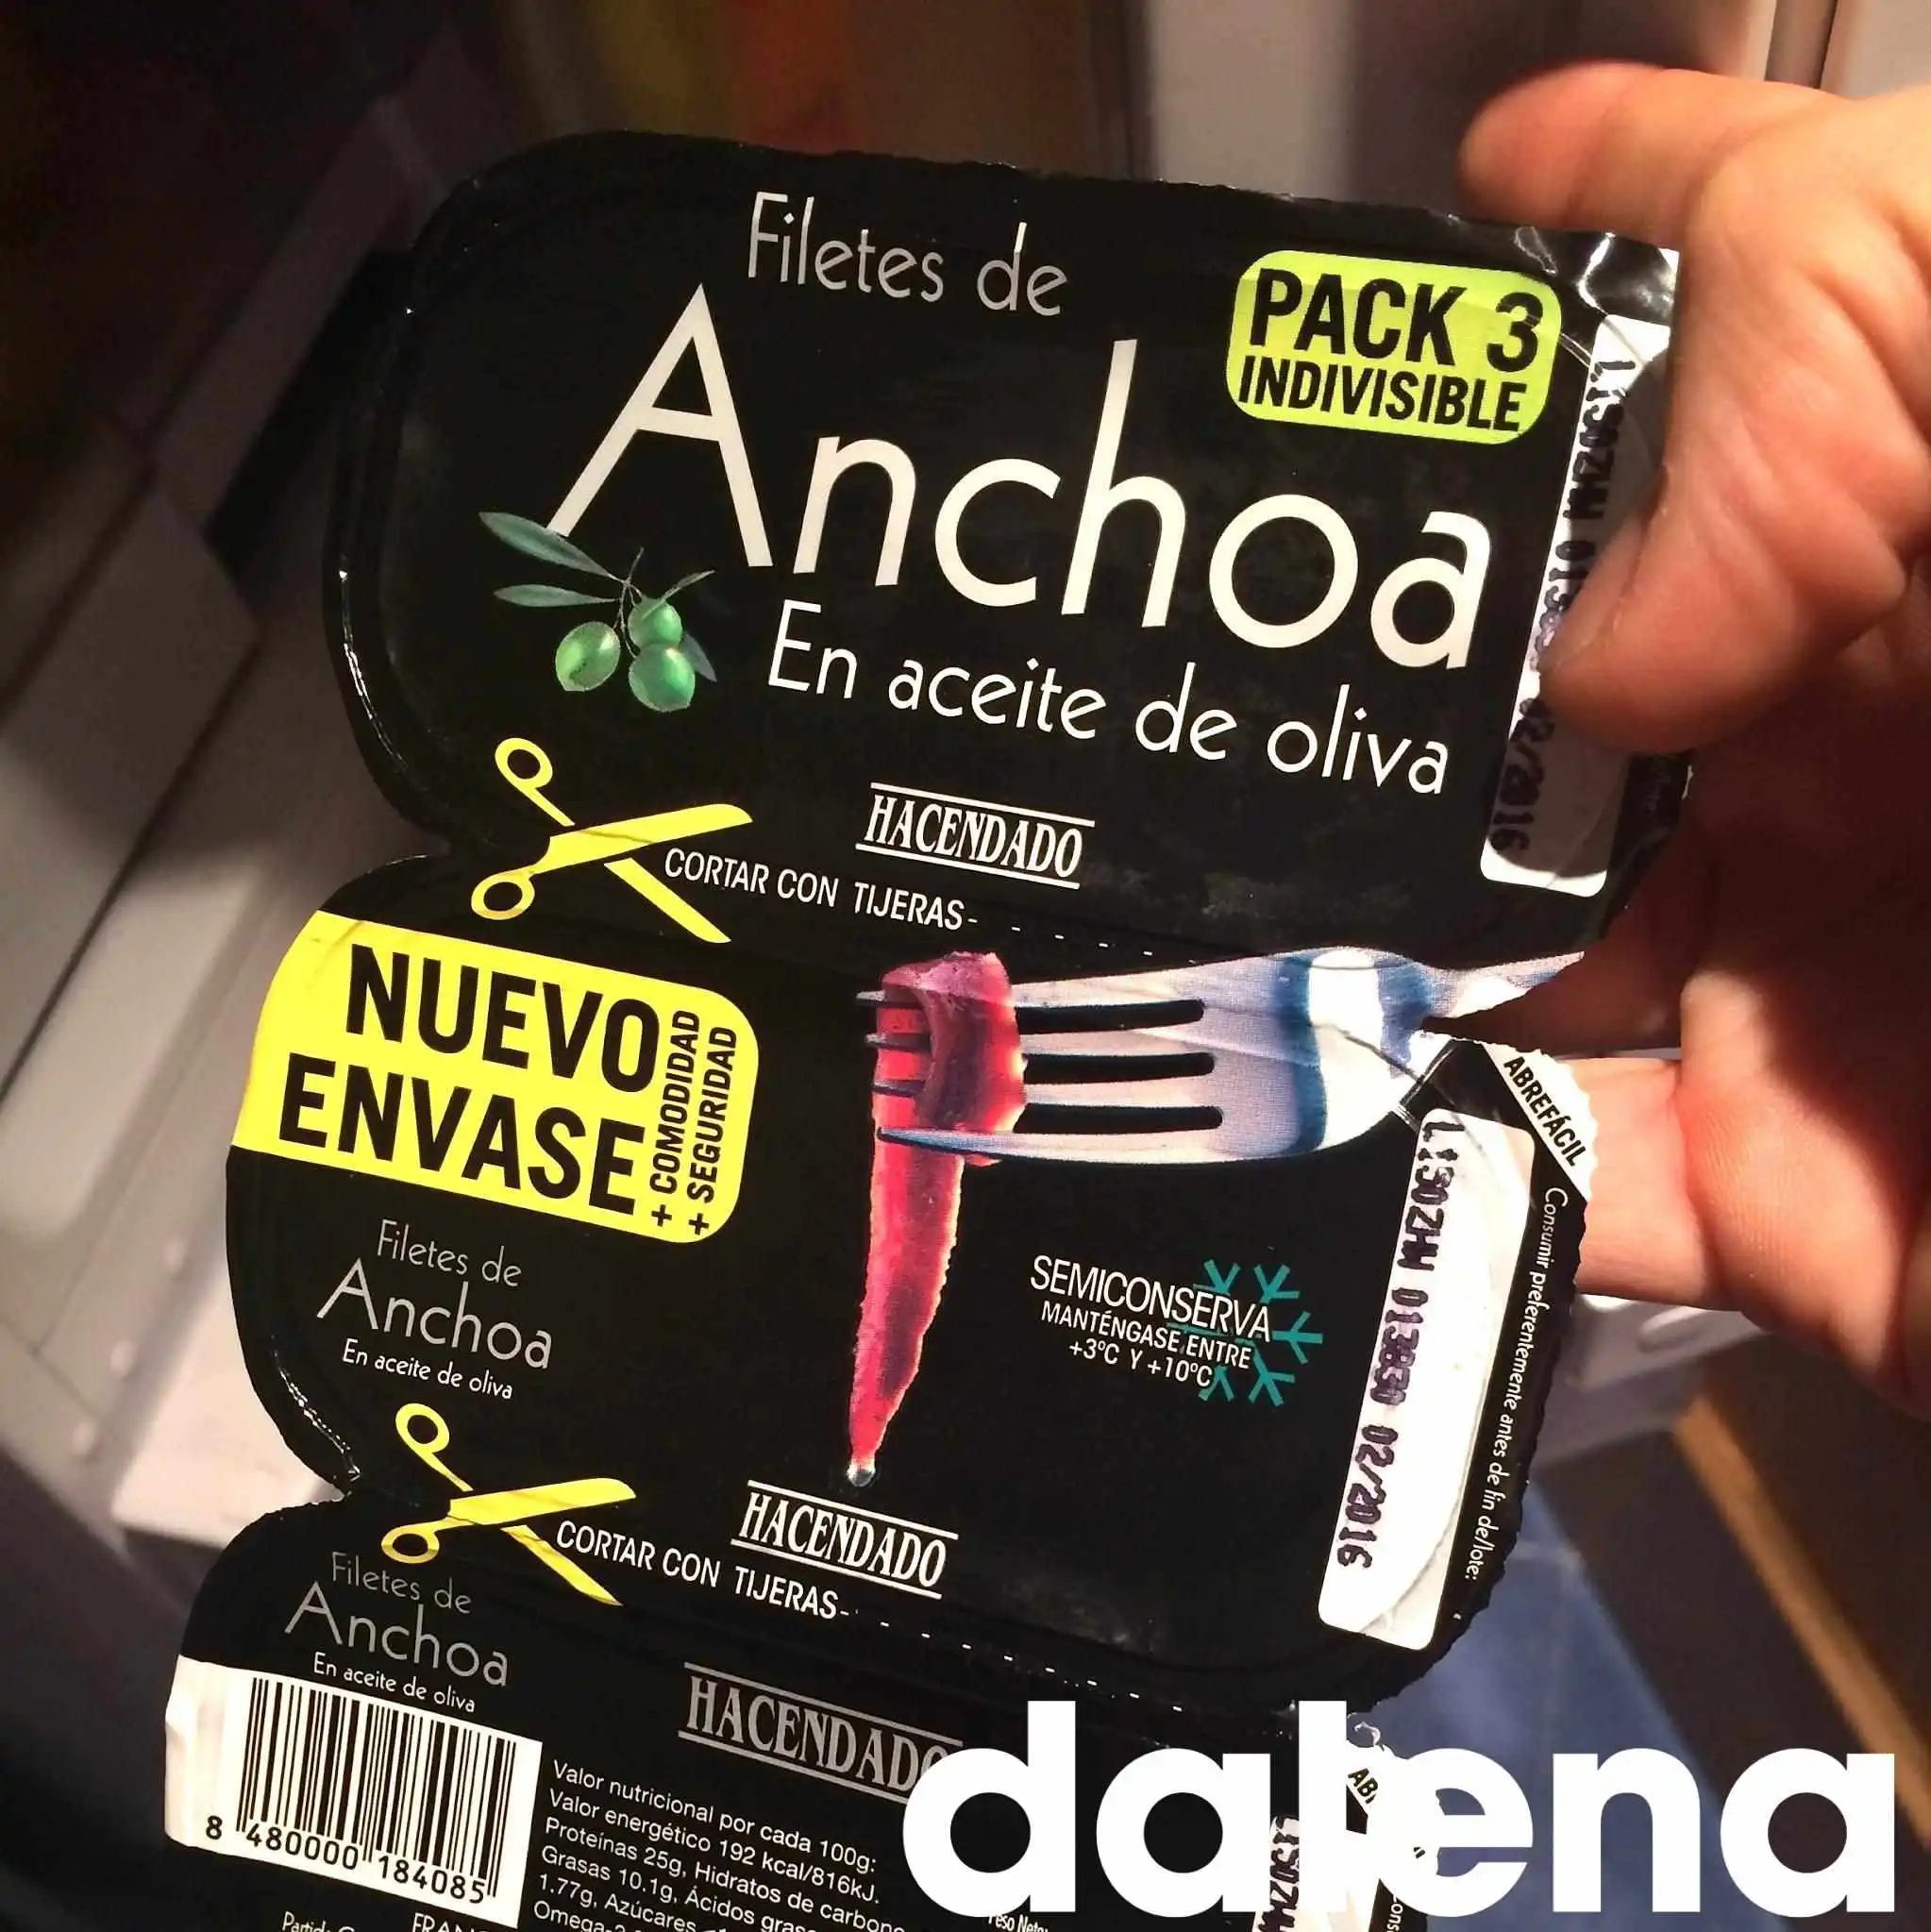 Filetes de
Anchoa
En aceite de oliva
PACK 3
INDIVISIBLE
HACENDADO
CORTAR CON TIJERAS
02/2016
NUEVO
ENVASE
+ COMODIDAD
+ SEGURIDAD
Filetes de
Anchoa
En aceite de oliva
SEMICONSERVA
MANTÉNGASE ENTRE
+3ºC Y +10ºC
ABREFÁCIL
Consumir preferentemente antes de fin de/lote:
02/2016
HACENDADO
CORTAR CON TIJERAS
Filetes de
Anchoa
En aceite de oliva
HACENDADO
8 480000 184085
Valor nutricional por cada 100g:
Valor energético 192 kcal/816kJ.
Proteínas 25g, Hidratos de carbono
Grasas 10.1g, Ácidos
1.77g, Azúcares
dalena